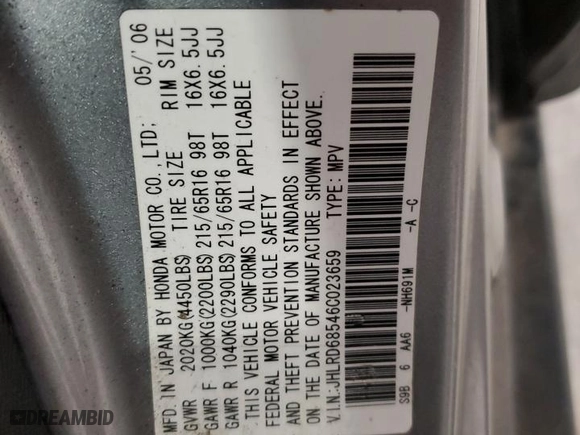 MFD.IN JAPAN BY HONDA MOTOR CO.,LTD; 05/'06
TIRE SIZE RIM SIZE
GVWR 2020KG(4450LBS)
GAWR F 1000KG(2200LBS) 215/65R16 98T 16X6.5JJ
GAWR R 1040KG(2290LBS) 215/65R16 98T 16X6.5JJ
THIS VEHICLE CONFORMS TO ALL APPLICABLE
FEDERAL MOTOR VEHICLE SAFETY
AND THEFT PREVENTION STANDARDS IN EFFECT
ON THE DATE OF MANUFACTURE SHOWN ABOVE.
V.I.N:JHLRD68546C023659 TYPE:MPV
S9B 6 AA6 -NH691M -A -C
DREAMBID